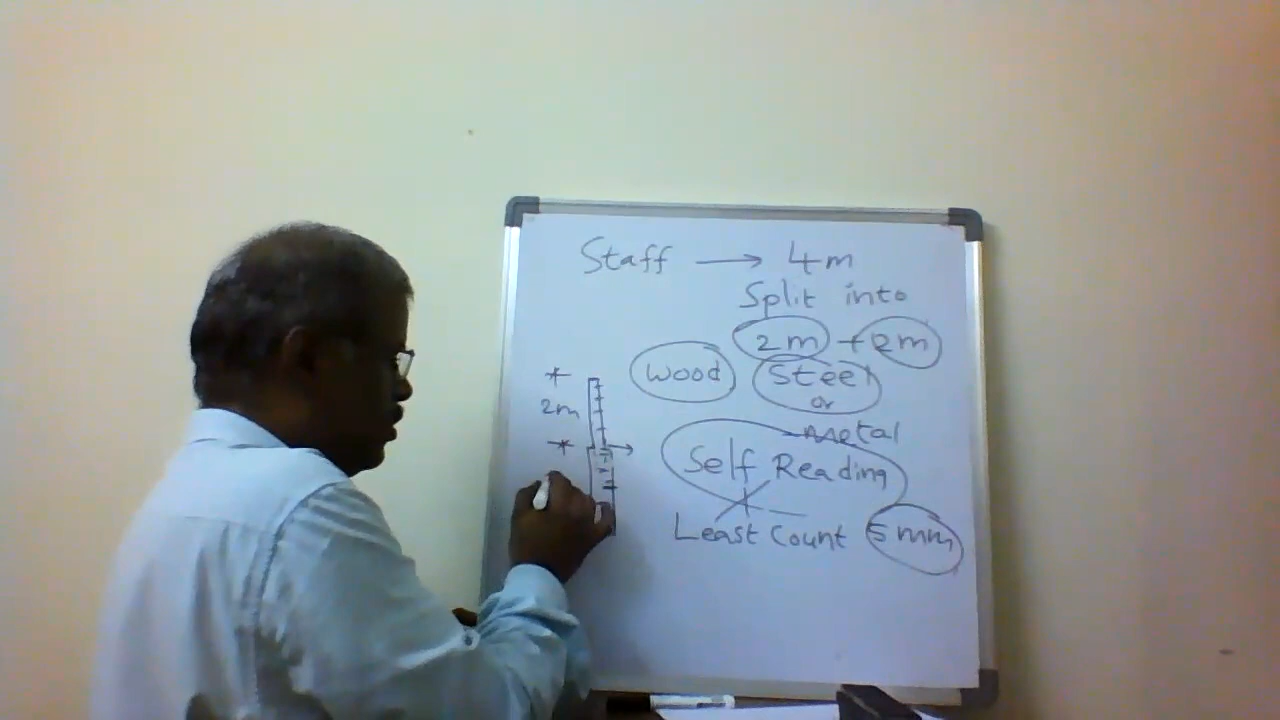 Staff → 4m
Split into
2m + 2m
Wood Steel
or
Metal
2m
Self Reading
Least Count 5mm